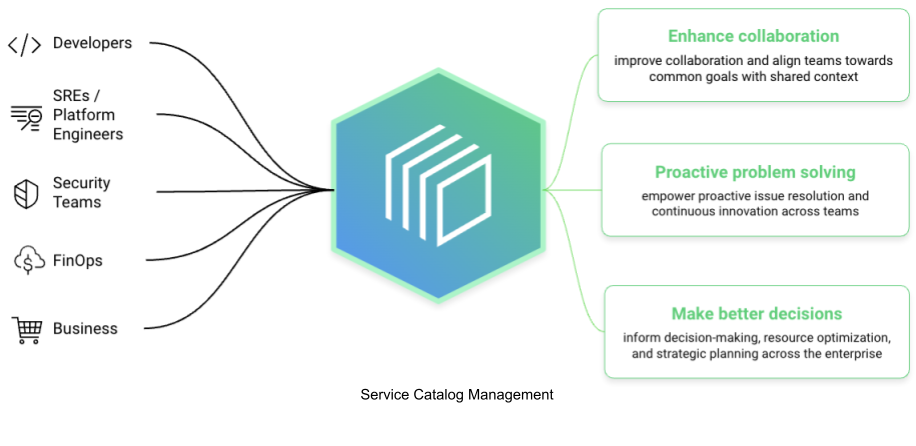 Developers
SREs /
Platform
Engineers
Security
Teams
FinOps
Business
Enhance collaboration
improve collaboration and align teams towards
common goals with shared context
Proactive problem solving
empower proactive issue resolution and
continuous innovation across teams
Make better decisions
inform decision-making, resource optimization,
and strategic planning across the enterprise
Service Catalog Management